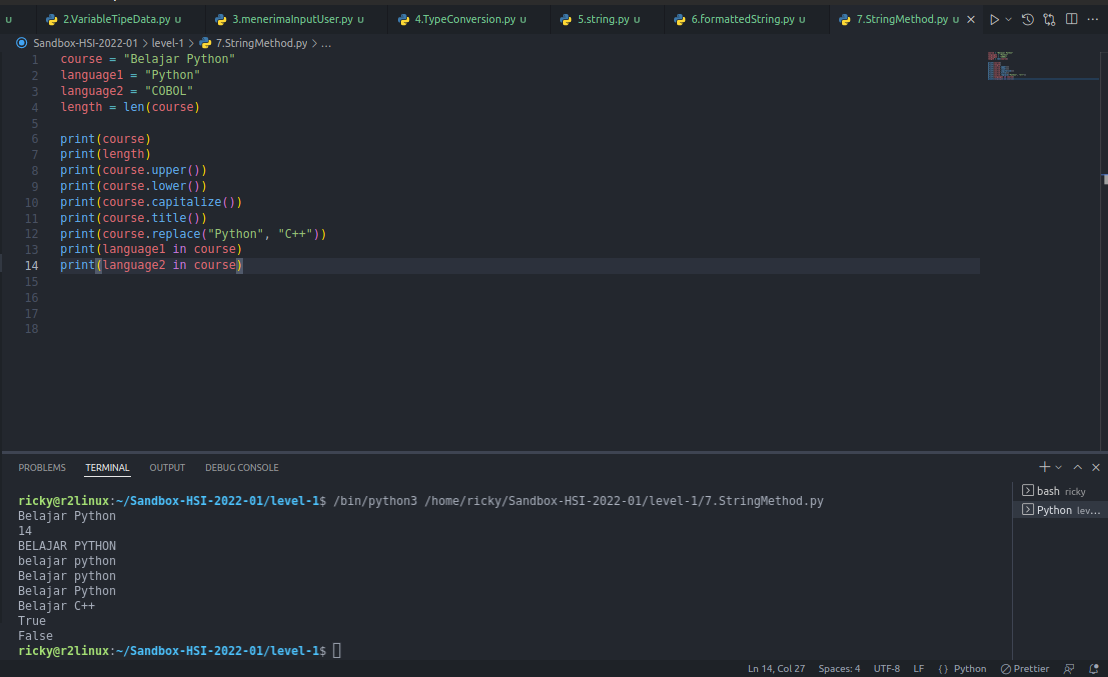 U 2.VariableTipeData.py U 3.menerimaInputUser.py U 4.TypeConversion.py U 5.string.py U 6.formattedString.py U 7.StringMethod.py U
Sandbox-HSI-2022-01 > level-1 > 7.StringMethod.py > ...
1 course = "Belajar Python"
2 language1 = "Python"
3 language2 = "COBOL"
4 length = len(course)
5
6 print(course)
7 print(length)
8 print(course.upper())
9 print(course.lower())
10 print(course.capitalize())
11 print(course.title())
12 print(course.replace("Python", "C++"))
13 print(language1 in course)
14 print(language2 in course)
15
16
17
18
PROBLEMS TERMINAL OUTPUT DEBUG CONSOLE
ricky@r2linux:~/Sandbox-HSI-2022-01/level-1$ /bin/python3 /home/ricky/Sandbox-HSI-2022-01/level-1/7.StringMethod.py
Belajar Python
14
BELAJAR PYTHON
belajar python
Belajar python
Belajar Python
Belajar C++
True
False
ricky@r2linux:~/Sandbox-HSI-2022-01/level-1$
bash ricky
Python lev...
Ln 14, Col 27 Spaces: 4 UTF-8 LF {} Python Prettier